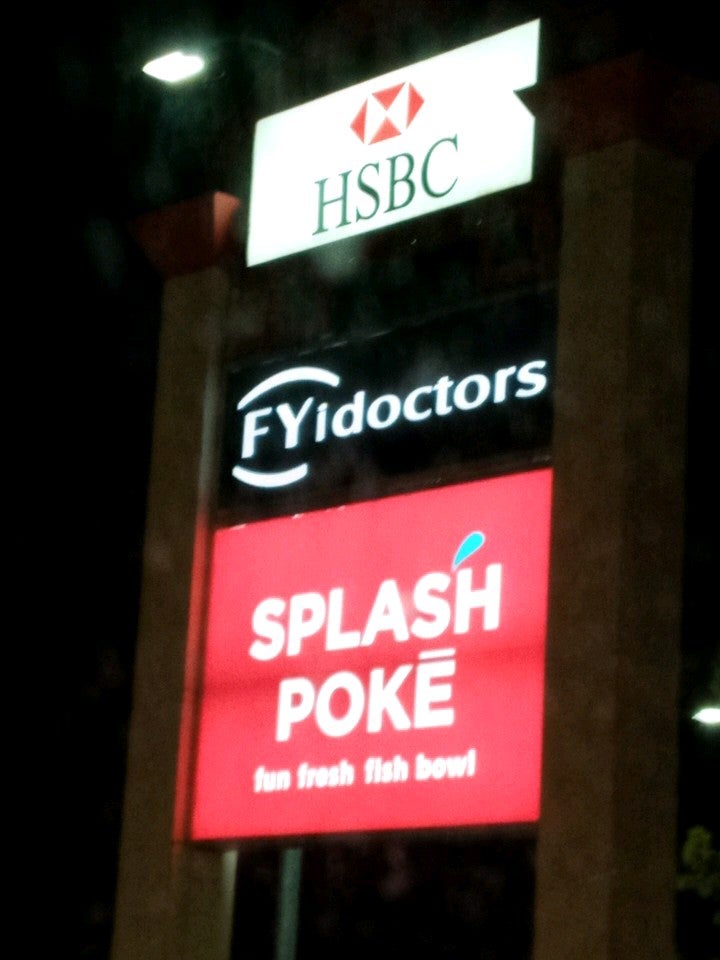 HSBC
FYidoctors
SPLASH
POKĒ
fun fresh fish bowl